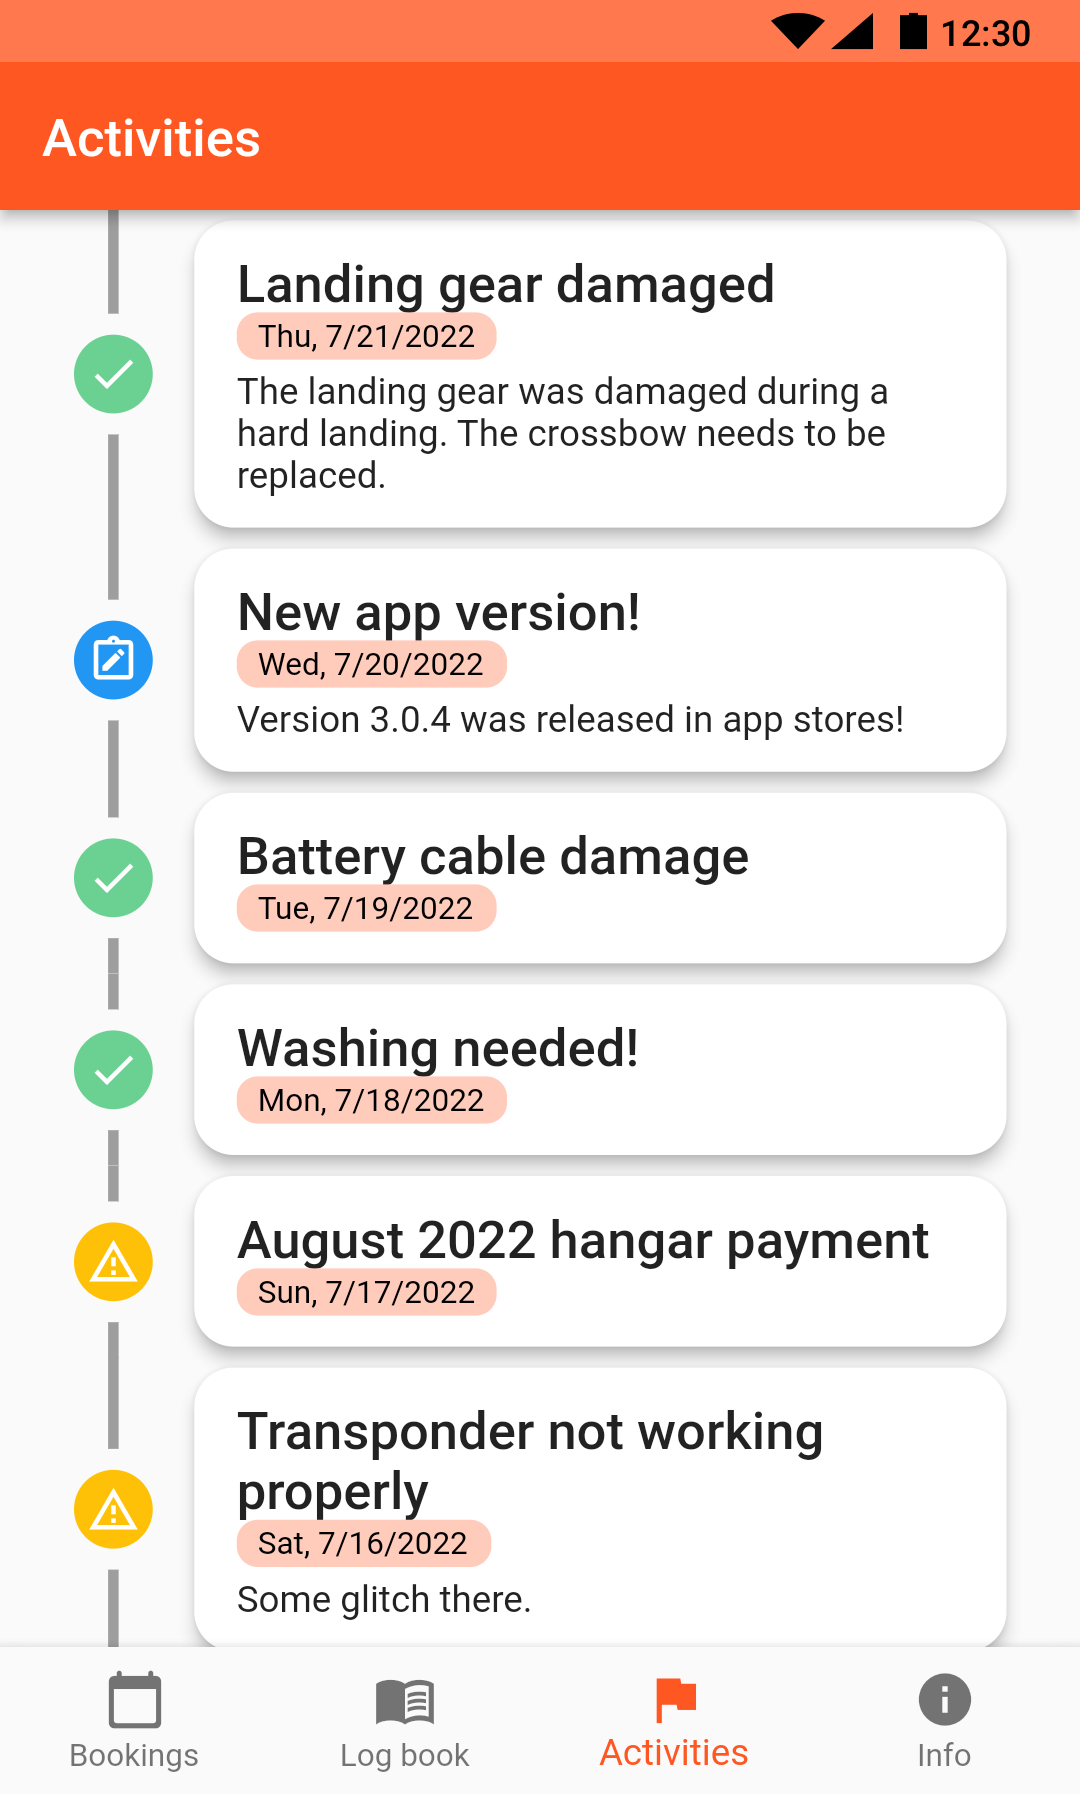 12:30
Activities
Landing gear damaged
Thu, 7/21/2022
The landing gear was damaged during a
hard landing. The crossbow needs to be
replaced.
New app version!
Wed, 7/20/2022
Version 3.0.4 was released in app stores!
Battery cable damage
Tue, 7/19/2022
Washing needed!
Mon, 7/18/2022
August 2022 hangar payment
Sun, 7/17/2022
Transponder not working
properly
Sat, 7/16/2022
Some glitch there.
Bookings
Log book
Activities
Info